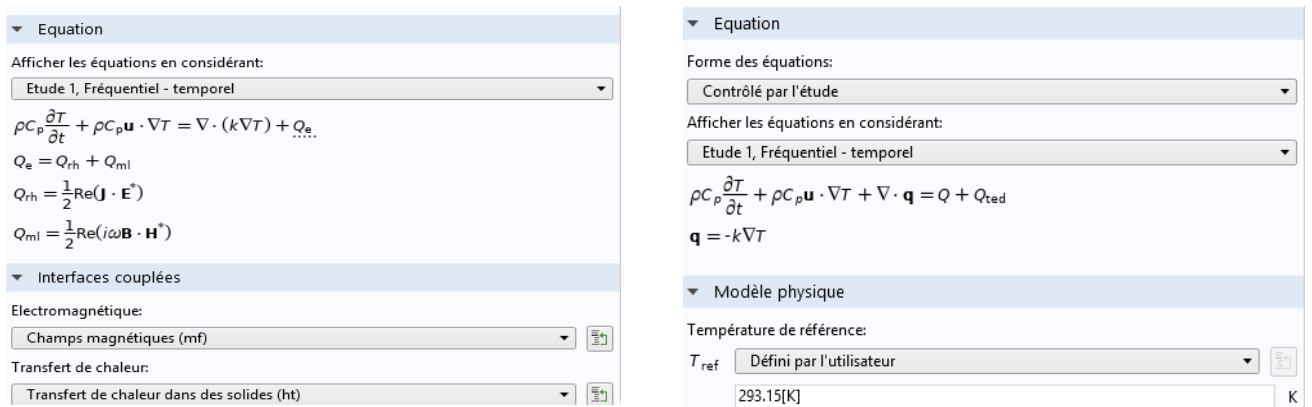 Equation
Afficher les équations en considérant:
Etude 1, Fréquentiel - temporel
ρC_p ∂T/∂t + ρC_p u · ∇T = ∇ · (k∇T) + Q_e
Q_e = Q_rh + Q_ml
Q_rh = 1/2 Re(J · E*)
Q_ml = 1/2 Re(iωB · H*)
Interfaces couplées
Electromagnétique:
Champs magnétiques (mf)
Transfert de chaleur:
Transfert de chaleur dans des solides (ht)
Equation
Forme des équations:
Contrôlé par l'étude
Afficher les équations en considérant:
Etude 1, Fréquentiel - temporel
ρC_p ∂T/∂t + ρC_p u · ∇T + ∇ · q = Q + Q_ted
q = -k∇T
Modèle physique
Température de référence:
T_ref Défini par l'utilisateur
293.15[K] K